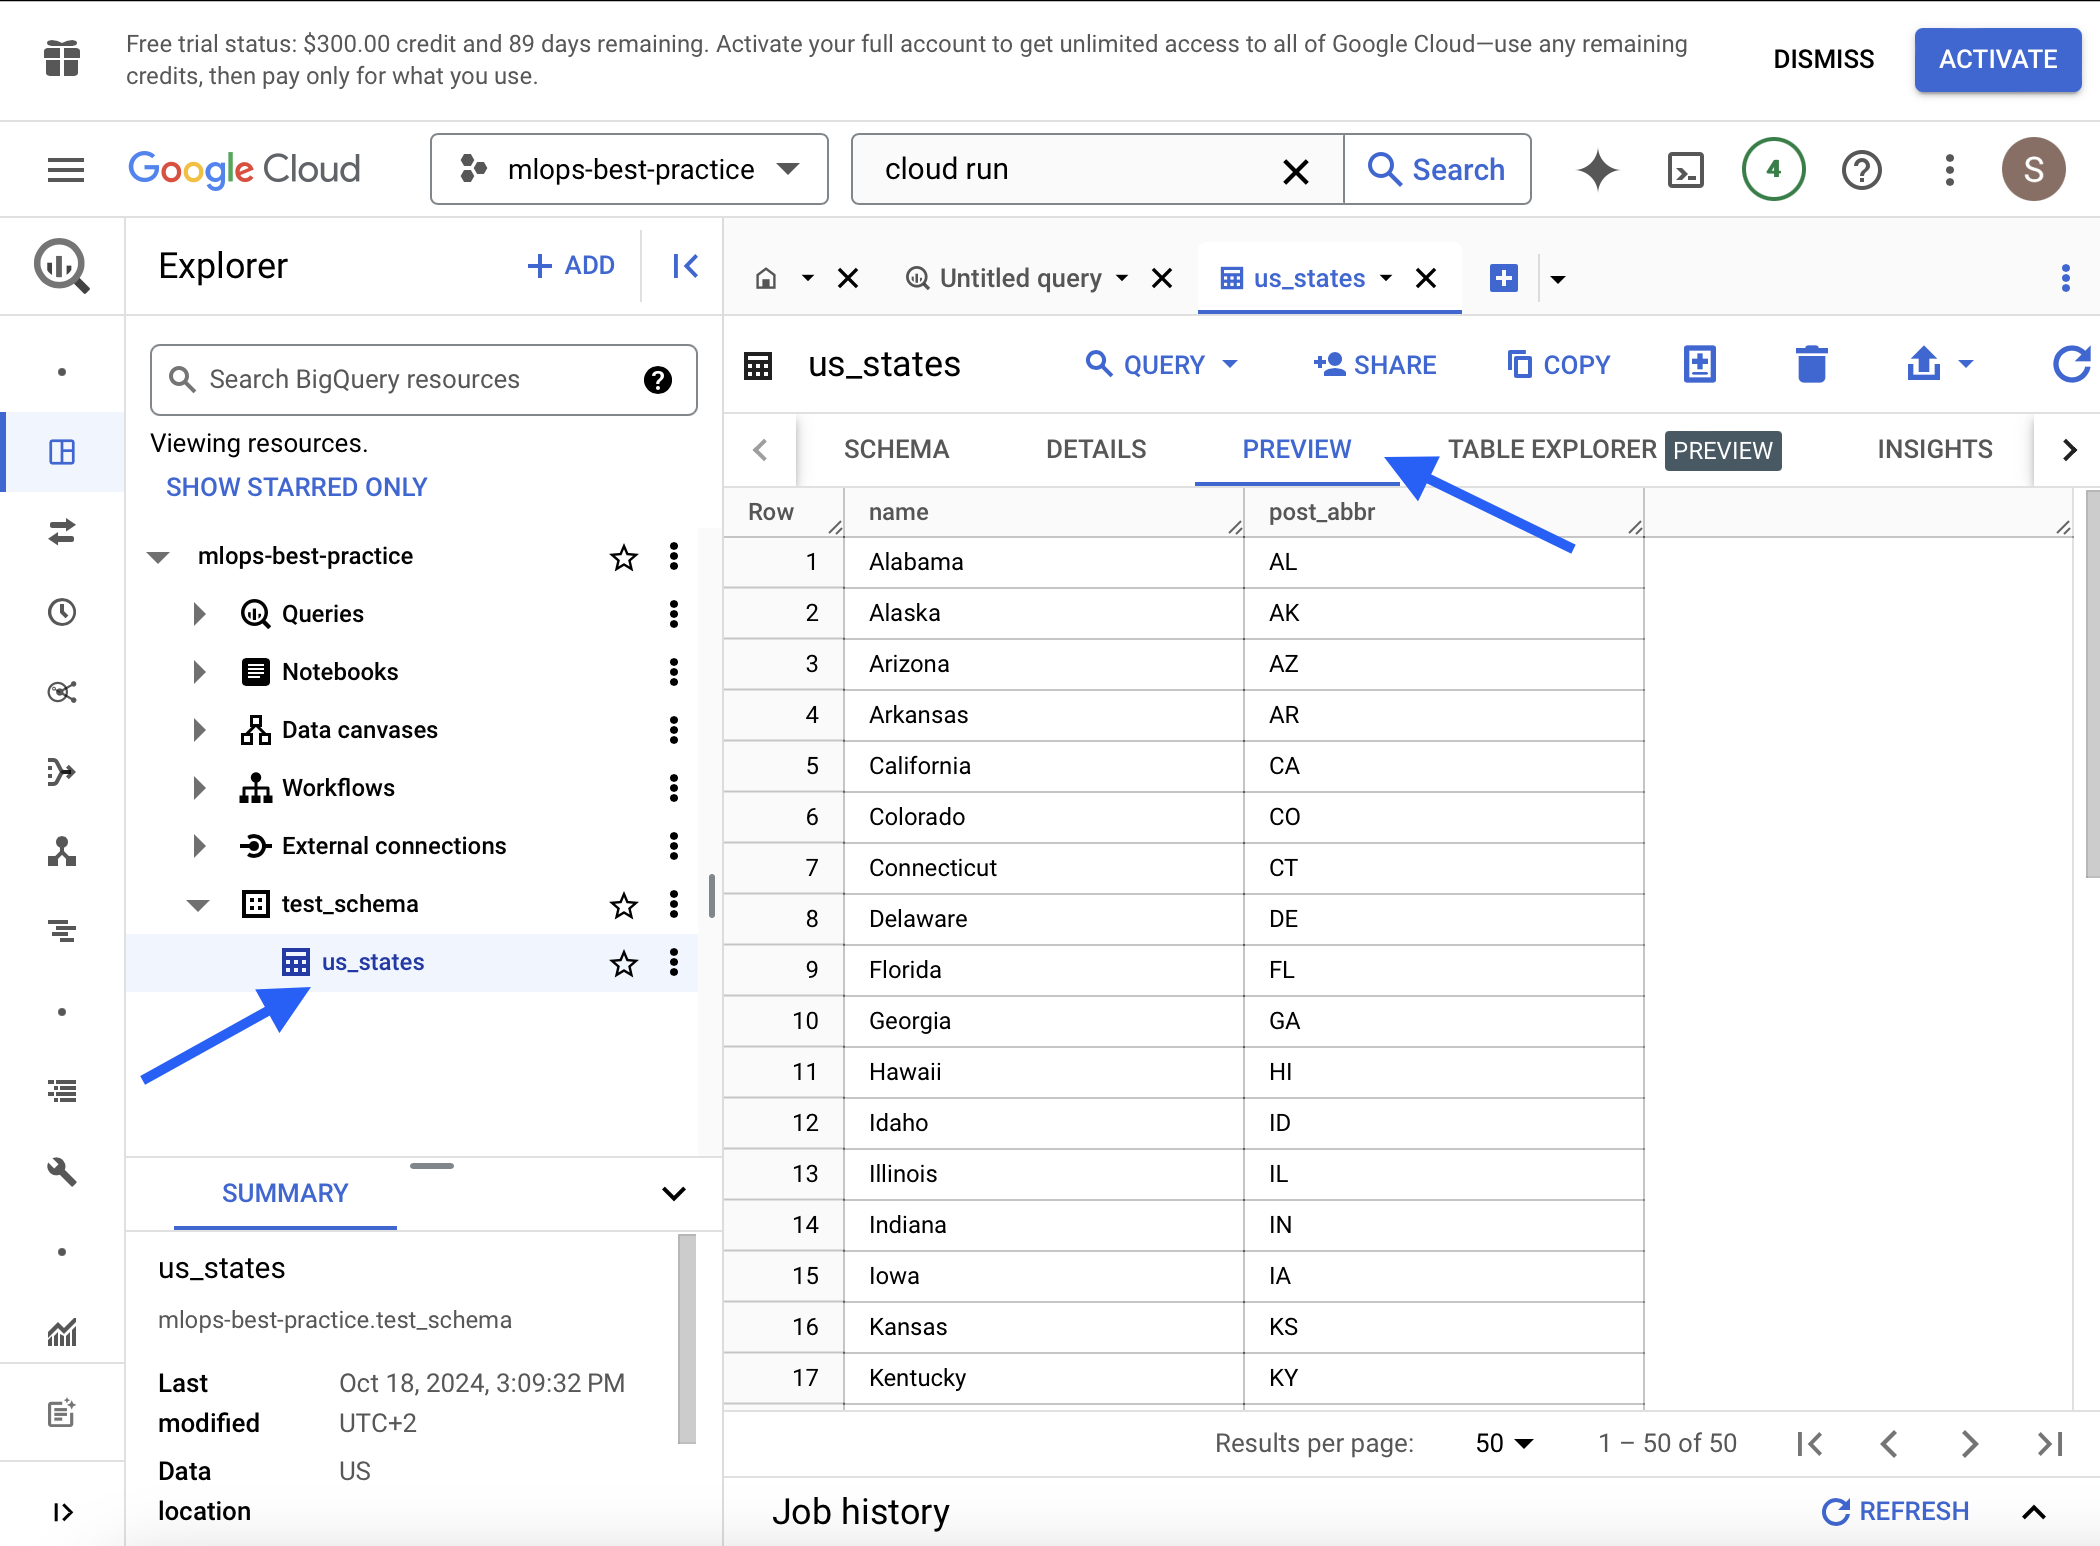 Free trial status: $300.00 credit and 89 days remaining. Activate your full account to get unlimited access to all of Google Cloud—use any remaining
credits, then pay only for what you use.
DISMISS
ACTIVATE
Google Cloud
mlops-best-practice
cloud run
Search
4
S
Explorer
ADD
Untitled query
us_states
Search BigQuery resources
Viewing resources.
SHOW STARRED ONLY
mlops-best-practice
Queries
Notebooks
Data canvases
Workflows
External connections
test_schema
us_states
SUMMARY
us_states
mlops-best-practice.test_schema
Last modified
Oct 18, 2024, 3:09:32 PM UTC+2
Data location
US
us_states
QUERY
SHARE
COPY
SCHEMA
DETAILS
PREVIEW
TABLE EXPLORER PREVIEW
INSIGHTS
Row name post_abbr
1 Alabama AL
2 Alaska AK
3 Arizona AZ
4 Arkansas AR
5 California CA
6 Colorado CO
7 Connecticut CT
8 Delaware DE
9 Florida FL
10 Georgia GA
11 Hawaii HI
12 Idaho ID
13 Illinois IL
14 Indiana IN
15 Iowa IA
16 Kansas KS
17 Kentucky KY
Results per page: 50 1 – 50 of 50
Job history
REFRESH